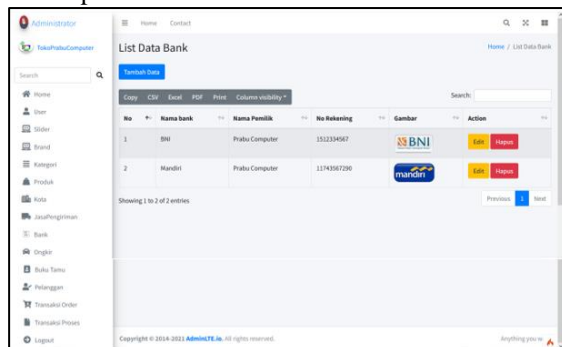 Administrator
Home Contact
TokoPrabuComputer
List Data Bank
Home / List Data Bank
Search
Tambah Data
Copy CSV Excel PDF Print Column visibility
Search:
No Nama bank Nama Pemilik No Rekening Gambar Action
1 BNI Prabu Computer 1512334567 BNI Edit Hapus
2 Mandiri Prabu Computer 11743567290 mandiri Edit Hapus
Showing 1 to 2 of 2 entries
Previous 1 Next
Home
User
Slider
Brand
Kategori
Produk
Kota
JasaPengiriman
Bank
Ongkir
Buku Tamu
Pelanggan
Transaksi Order
Transaksi Proses
Logout
Copyright © 2014-2021 AdminLTE.io. All rights reserved.
Anything you w